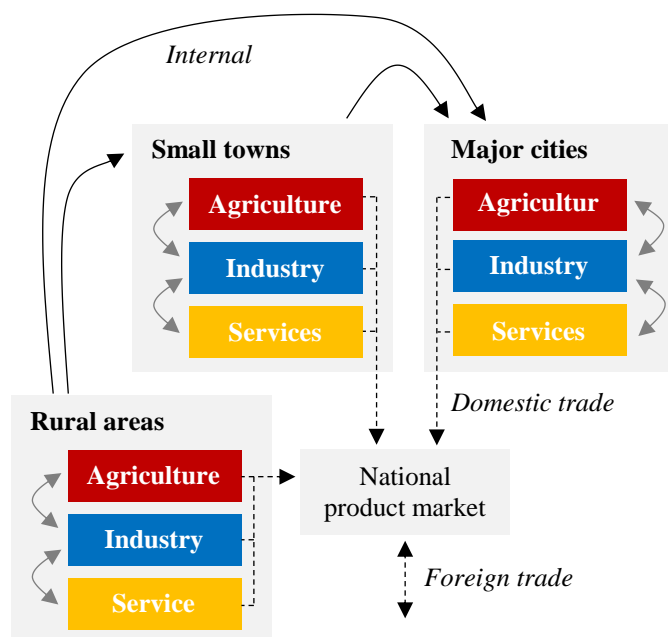 Internal
Small towns
Agriculture
Industry
Services
Major cities
Agricultur
Industry
Services
Domestic trade
Rural areas
Agriculture
Industry
Service
National
product market
Foreign trade